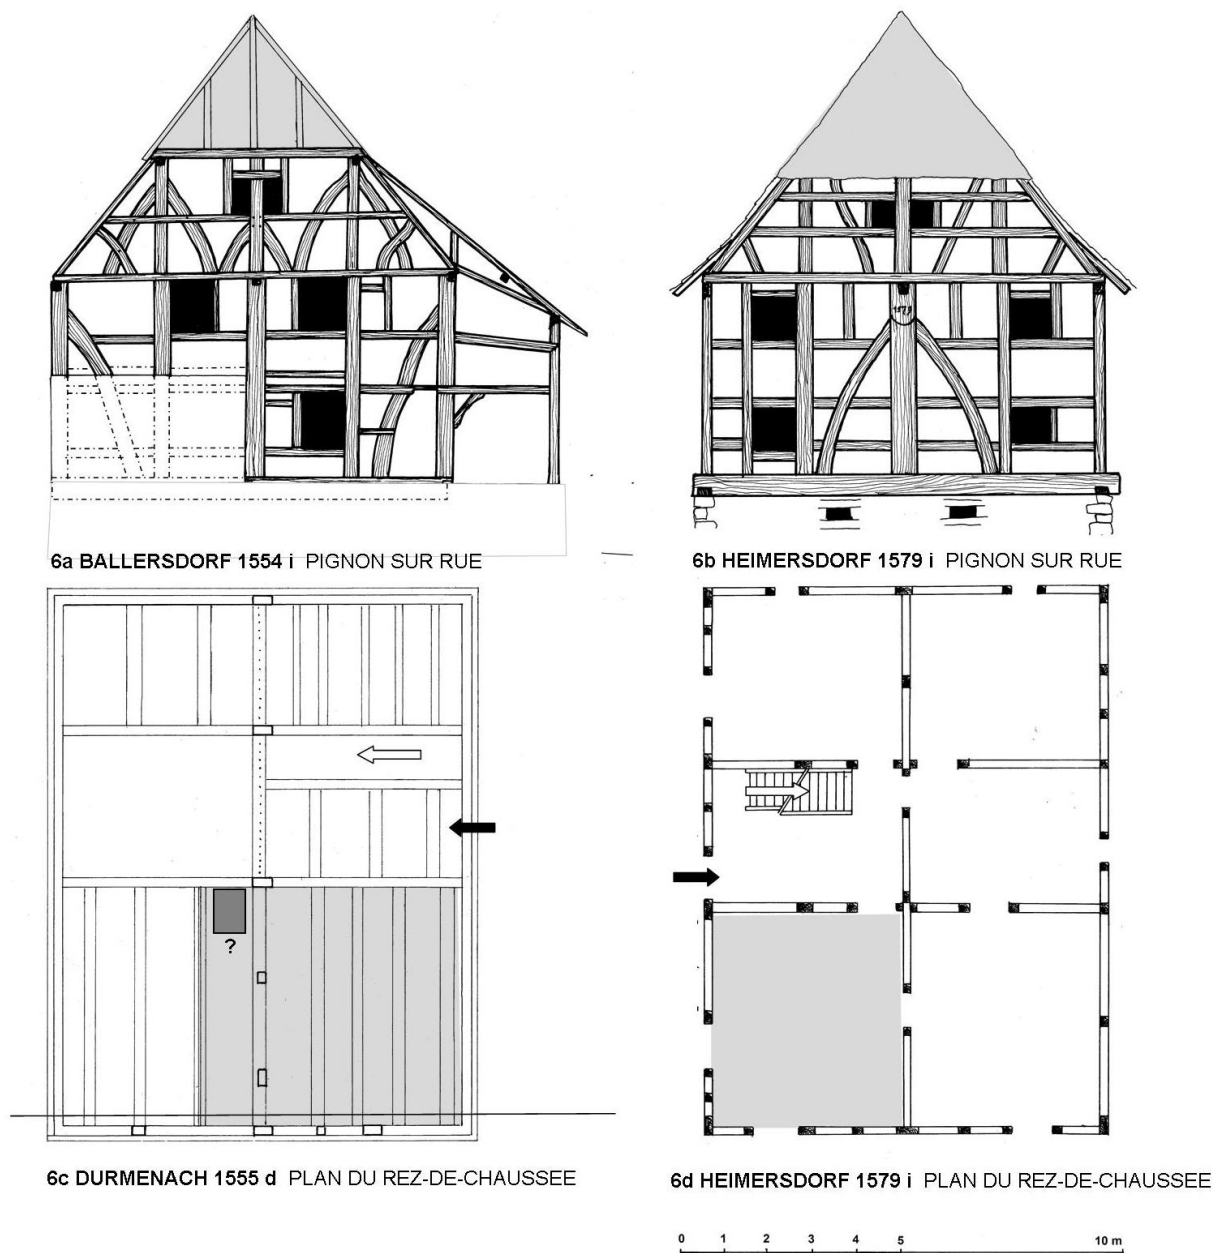 6a BALLERSDORF 1554 i PIGNON SUR RUE
6b HEIMERSDORF 1579 i PIGNON SUR RUE
?
6c DURMENACH 1555 d PLAN DU REZ-DE-CHAUSSEE
6d HEIMERSDORF 1579 i PLAN DU REZ-DE-CHAUSSEE
0 1 2 3 4 5 10 m